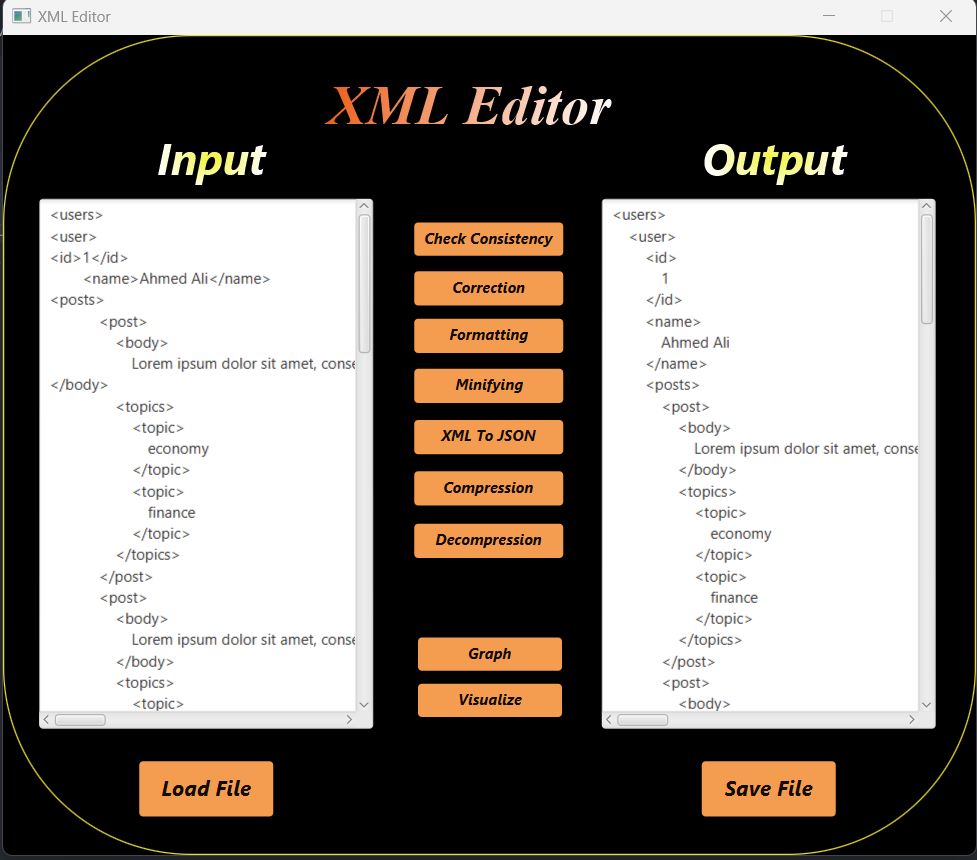 XML Editor
XML Editor
Input
<users>
<user>
<id>1</id>
<name>Ahmed Ali</name>
<posts>
<post>
<body>
Lorem ipsum dolor sit amet, conse
</body>
<topics>
<topic>
economy
</topic>
<topic>
finance
</topic>
</topics>
</post>
<post>
<body>
Lorem ipsum dolor sit amet, conse
</body>
<topics>
<topic>
Load File
Check Consistency
Correction
Formatting
Minifying
XML To JSON
Compression
Decompression
Graph
Visualize
Output
<users>
<user>
<id>
1
</id>
<name>
Ahmed Ali
</name>
<posts>
<post>
<body>
Lorem ipsum dolor sit amet, conse
</body>
<topics>
<topic>
economy
</topic>
<topic>
finance
</topic>
</topics>
</post>
<post>
<body>
Save File